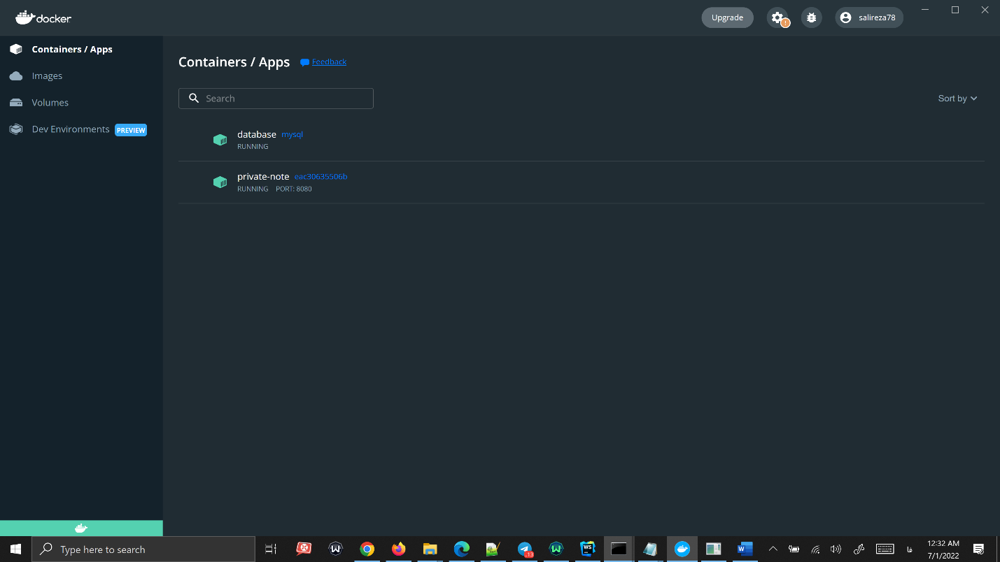 docker
Upgrade
!
salireza78
Containers / Apps
Images
Volumes
Dev Environments PREVIEW
Containers / Apps Feedback
Search
Sort by
database mysql
RUNNING
private-note eac30635506b
RUNNING PORT: 8080
Type here to search
W
13
W
WS
W
فا
12:32 AM
7/1/2022